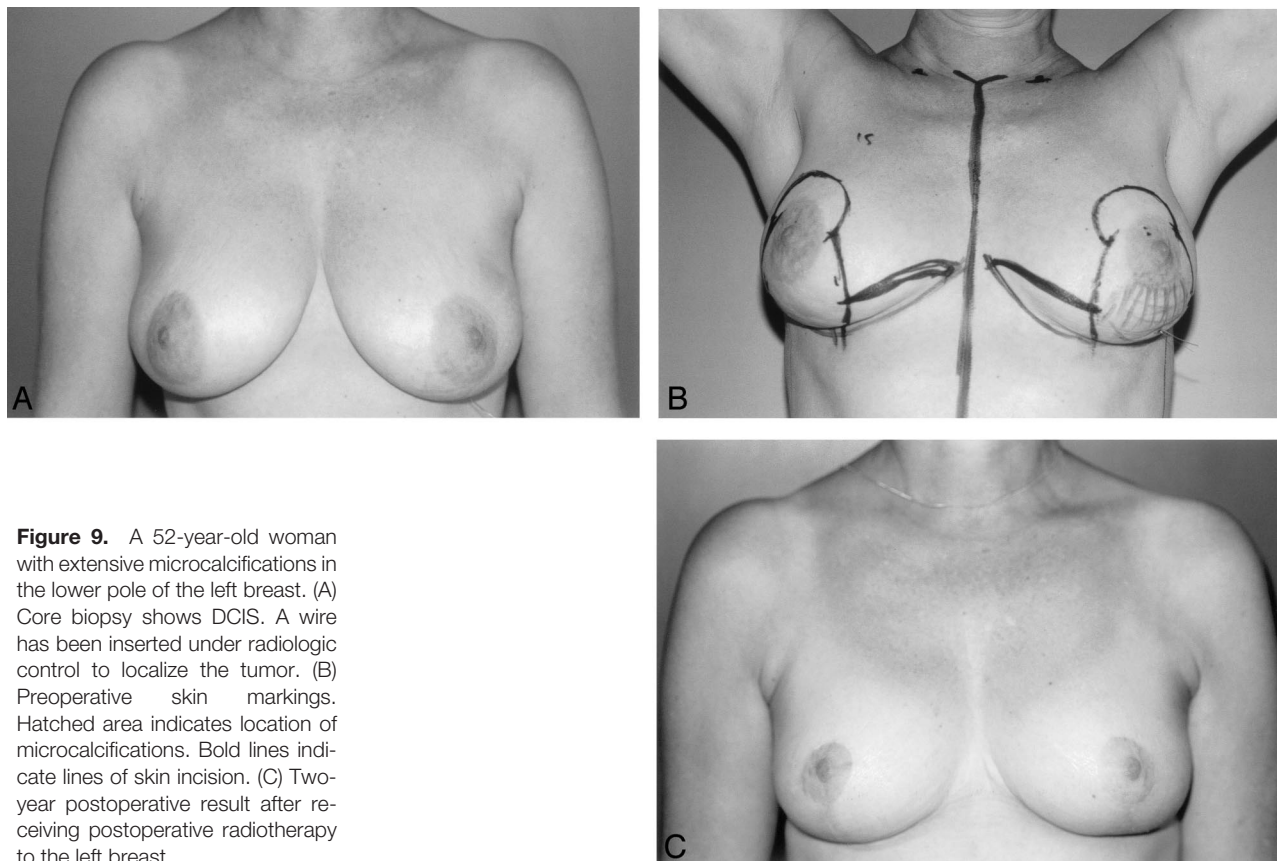 A
B
15
C
Figure 9. A 52-year-old woman
with extensive microcalcifications in
the lower pole of the left breast. (A)
Core biopsy shows DCIS. A wire
has been inserted under radiologic
control to localize the tumor. (B)
Preoperative skin markings.
Hatched area indicates location of
microcalcifications. Bold lines indi-
cate lines of skin incision. (C) Two-
year postoperative result after re-
ceiving postoperative radiotherapy
to the left breast.